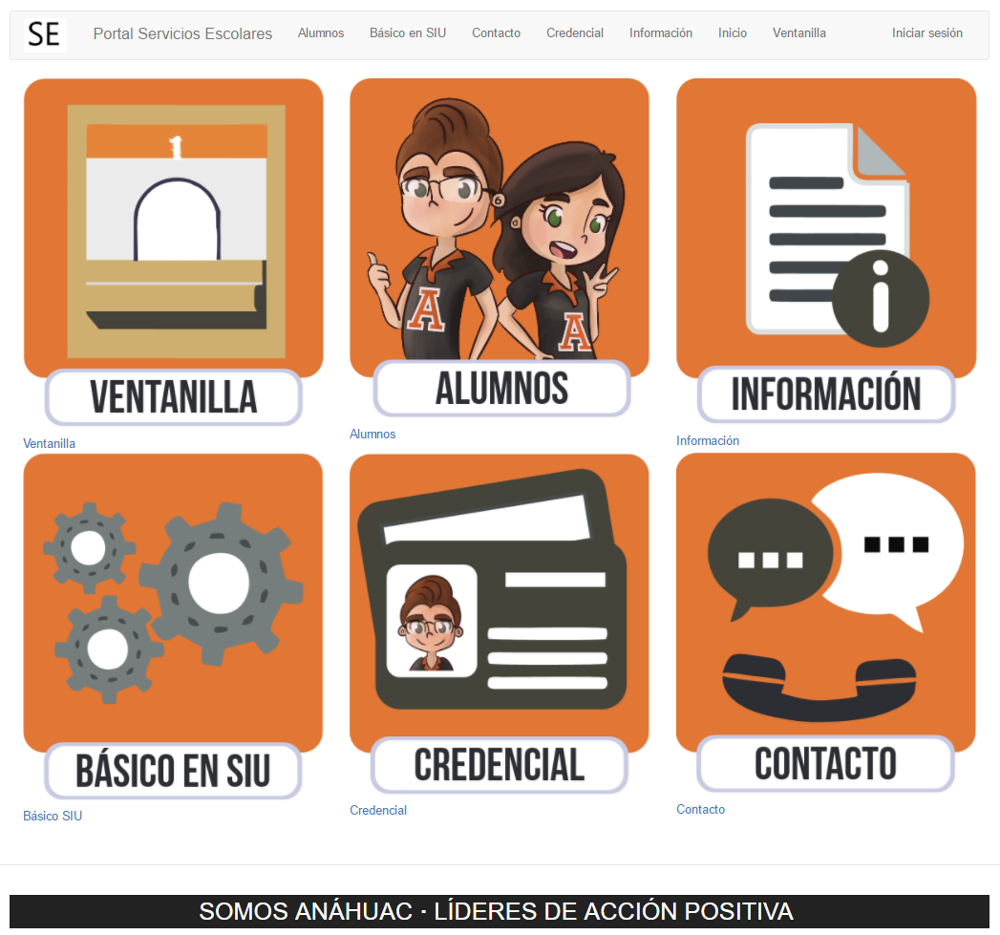 SE Portal Servicios Escolares Alumnos Básico en SIU Contacto Credencial Información Inicio Ventanilla Iniciar sesión
1
A A
i
VENTANILLA ALUMNOS INFORMACIÓN
Ventanilla Alumnos Información
BÁSICO EN SIU CREDENCIAL CONTACTO
Básico SIU Credencial Contacto
SOMOS ANÁHUAC · LÍDERES DE ACCIÓN POSITIVA